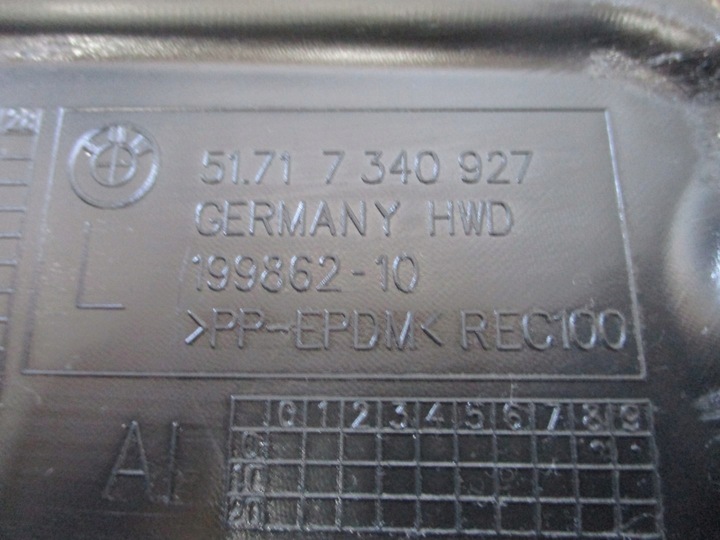 51.71 7 340 927
GERMANY HWD
L
199862-10
>PP-EPDM< REC100
0 1 2 3 4 5 6 7 8 9
0
10
20
AI